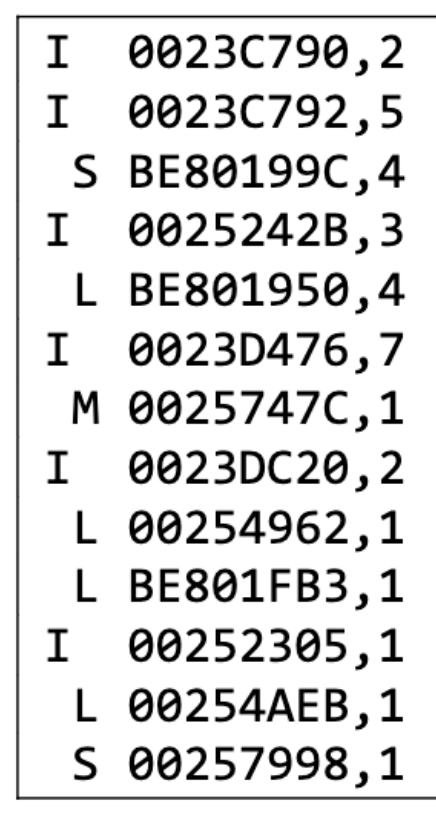 I  0023C790,2
I  0023C792,5
 S BE80199C,4
I  0025242B,3
 L BE801950,4
I  0023D476,7
 M 0025747C,1
I  0023DC20,2
 L 00254962,1
 L BE801FB3,1
I  00252305,1
 L 00254AEB,1
 S 00257998,1